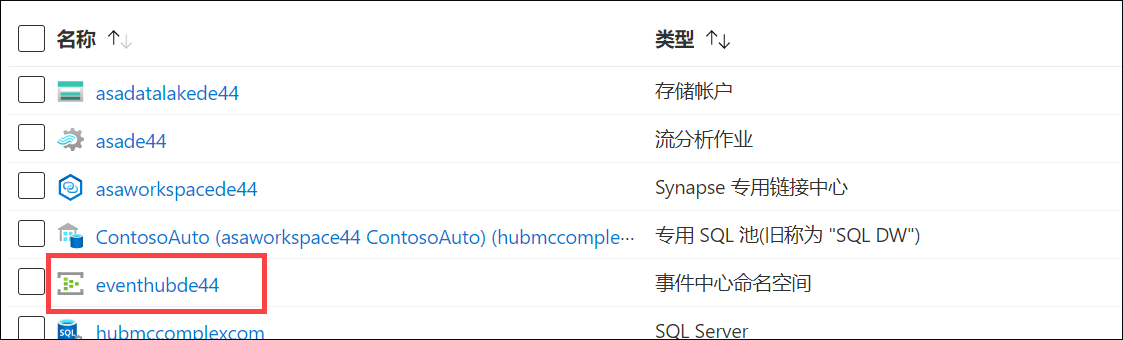 名称 ↑↓ 类型 ↑↓
asadatalakede44 存储帐户
asade44 流分析作业
asaworkspacede44 Synapse 专用链接中心
ContosoAuto (asaworkspace44 ContosoAuto) (hubmccomple··· 专用 SQL 池(旧称为 "SQL DW")
eventhubde44 事件中心命名空间
SQL hubmccomplexcom SQL Server